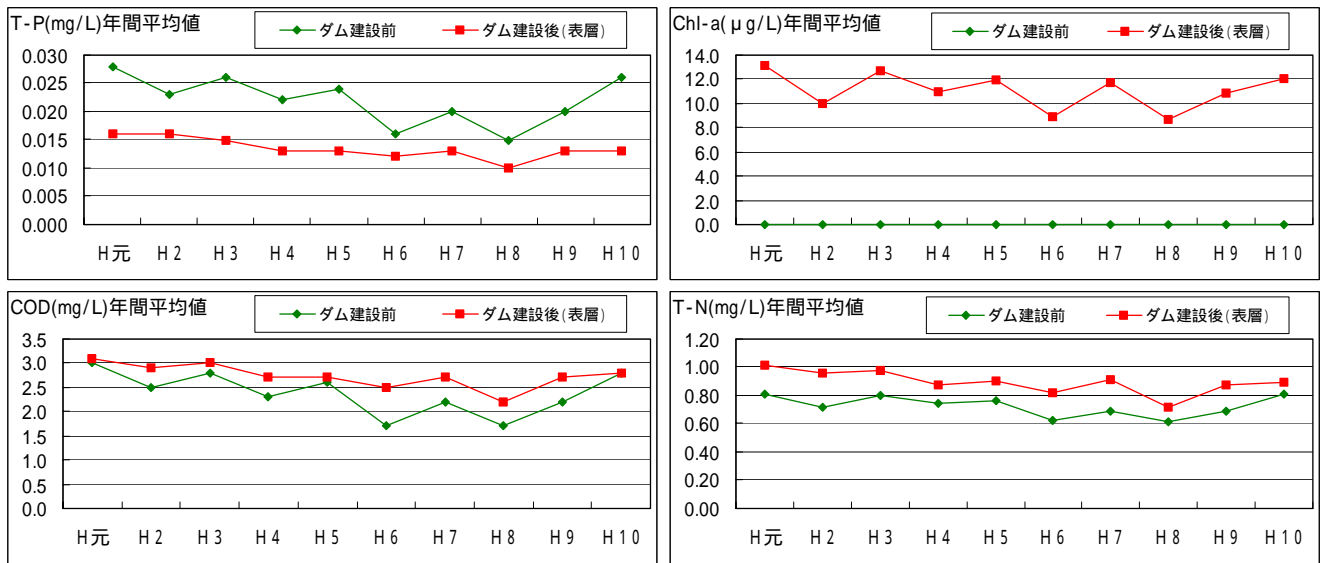 T-P(mg/L)年間平均値
ダム建設前 ダム建設後(表層)
0.030
0.025
0.020
0.015
0.010
0.005
0.000
H元 H2 H3 H4 H5 H6 H7 H8 H9 H10
Chl-a(μg/L)年間平均値
ダム建設前 ダム建設後(表層)
14.0
12.0
10.0
8.0
6.0
4.0
2.0
0.0
H元 H2 H3 H4 H5 H6 H7 H8 H9 H10
COD(mg/L)年間平均値
ダム建設前 ダム建設後(表層)
3.5
3.0
2.5
2.0
1.5
1.0
0.5
0.0
H元 H2 H3 H4 H5 H6 H7 H8 H9 H10
T-N(mg/L)年間平均値
ダム建設前 ダム建設後(表層)
1.20
1.00
0.80
0.60
0.40
0.20
0.00
H元 H2 H3 H4 H5 H6 H7 H8 H9 H10